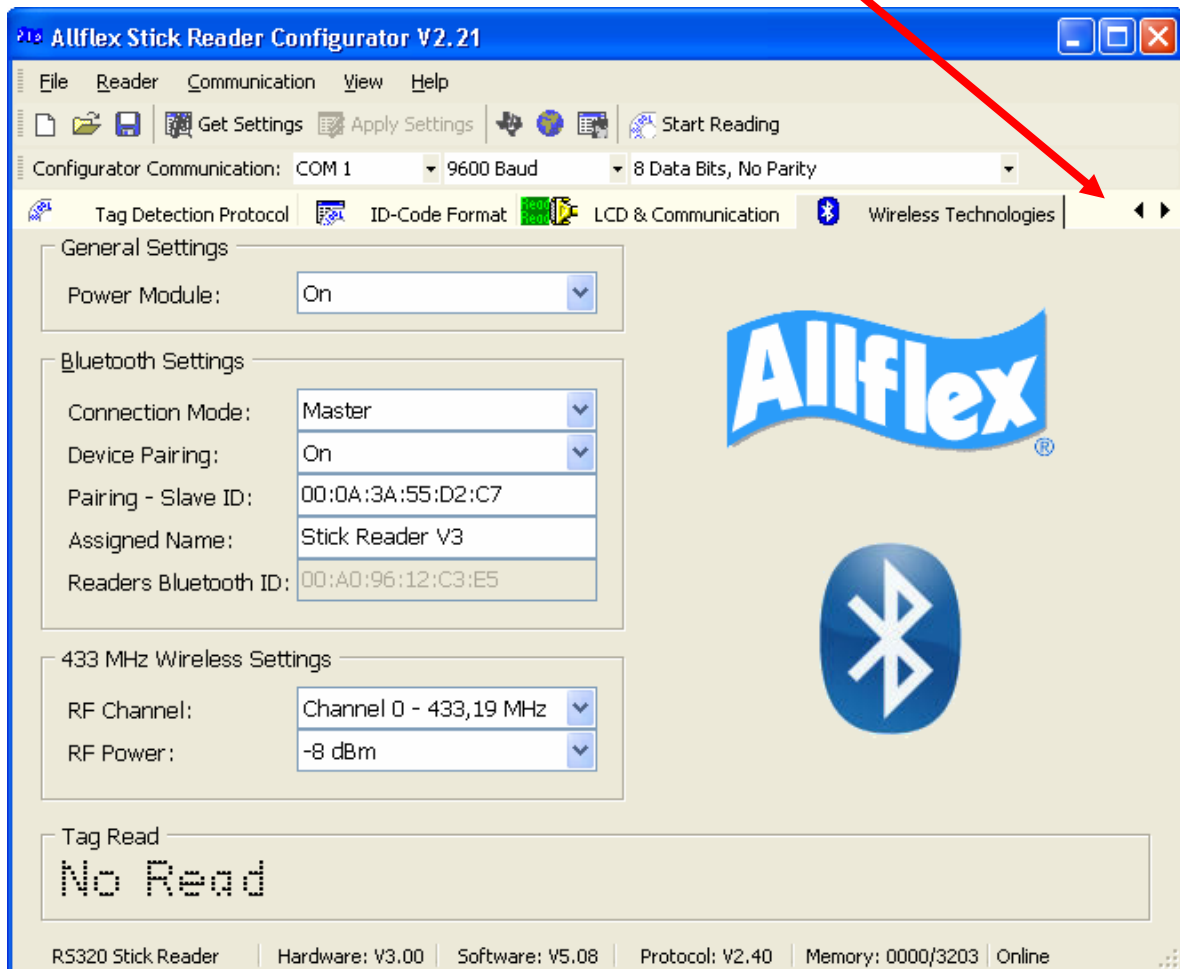 Allflex Stick Reader Configurator V2.21
File Reader Communication View Help
Get Settings Apply Settings Start Reading
Configurator Communication: COM 1 9600 Baud 8 Data Bits, No Parity
Tag Detection Protocol ID-Code Format LCD & Communication Wireless Technologies
General Settings
Power Module: On
Allflex ®
Bluetooth Settings
Connection Mode: Master
Device Pairing: On
Pairing - Slave ID: 00:0A:3A:55:D2:C7
Assigned Name: Stick Reader V3
Readers Bluetooth ID: 00:A0:96:12:C3:E5
433 MHz Wireless Settings
RF Channel: Channel 0 - 433,19 MHz
RF Power: -8 dBm
Tag Read
No Read
RS320 Stick Reader Hardware: V3.00 Software: V5.08 Protocol: V2.40 Memory: 0000/3203 Online